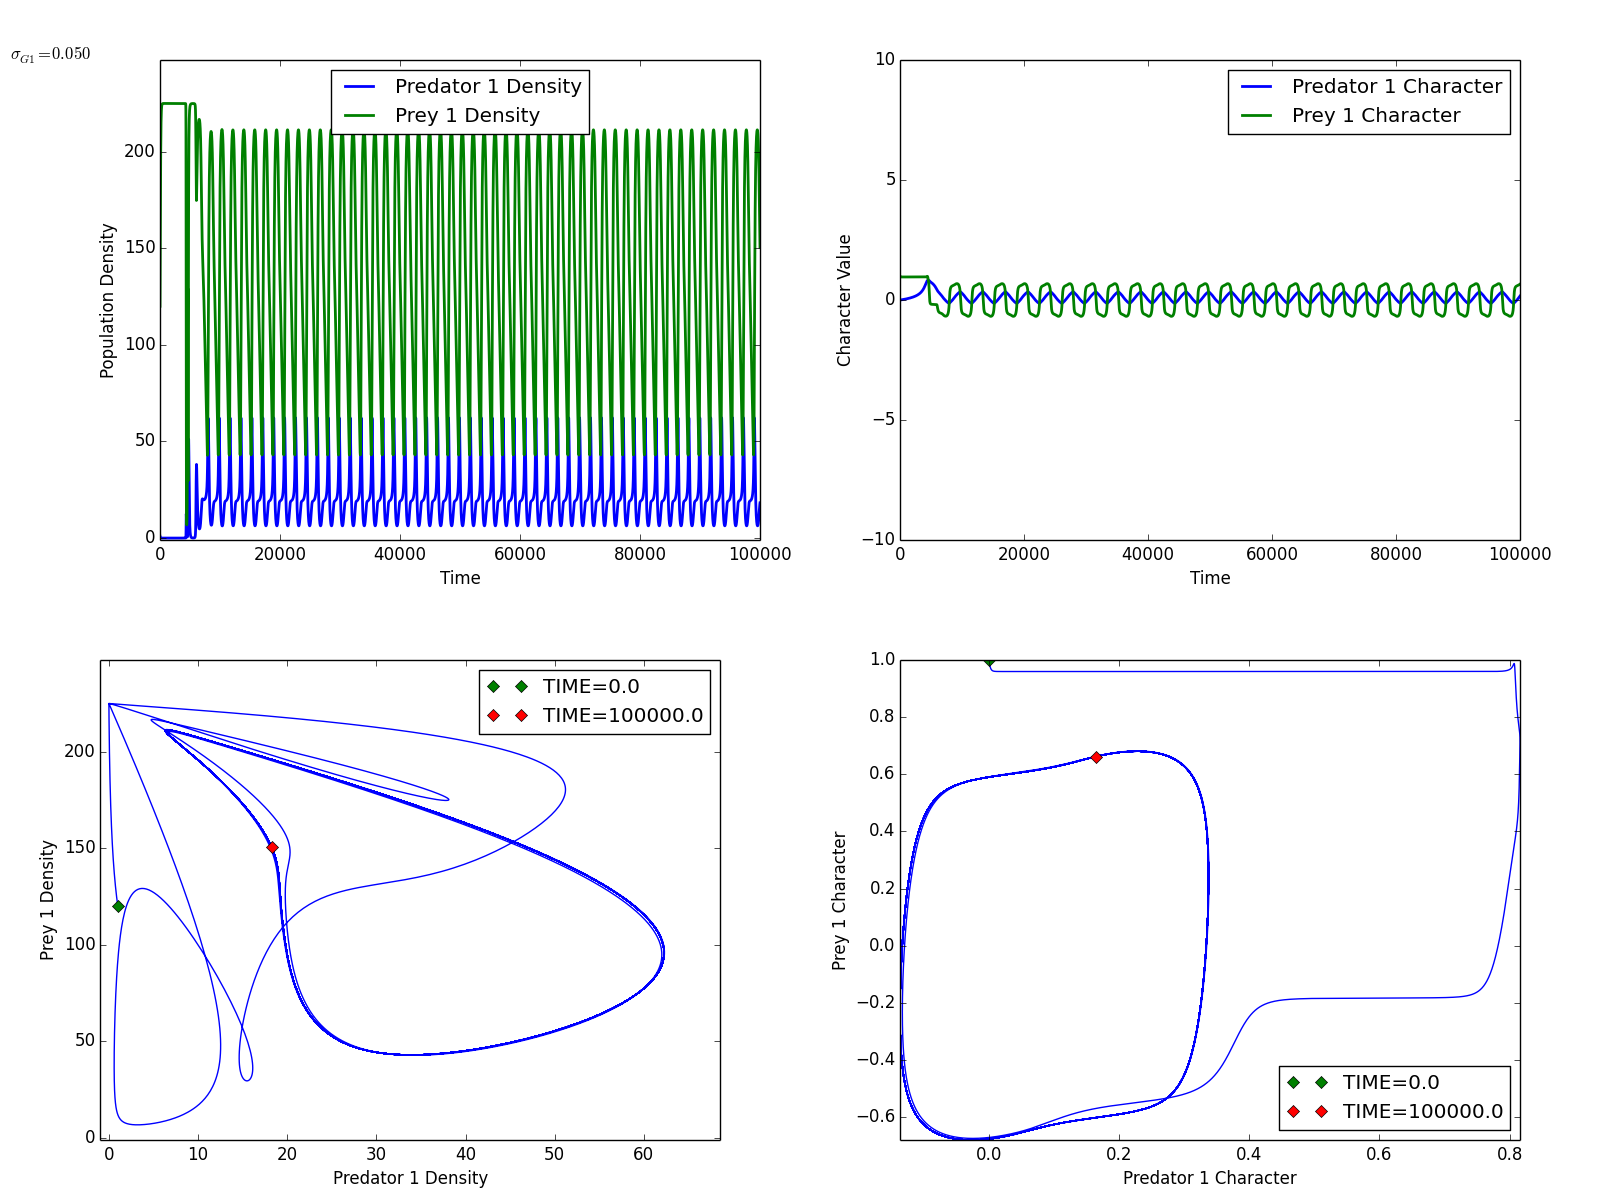 σ_G1 = 0.050
Predator 1 Density
Prey 1 Density
200
150
100
50
0
Population Density
0 20000 40000 60000 80000 100000
Time
Predator 1 Character
Prey 1 Character
10
5
0
−5
−10
Character Value
0 20000 40000 60000 80000 100000
Time
TIME=0.0
TIME=100000.0
200
150
100
50
0
Prey 1 Density
0 10 20 30 40 50 60
Predator 1 Density
1.0
0.8
0.6
0.4
0.2
0.0
−0.2
−0.4
−0.6
Prey 1 Character
TIME=0.0
TIME=100000.0
0.0 0.2 0.4 0.6 0.8
Predator 1 Character